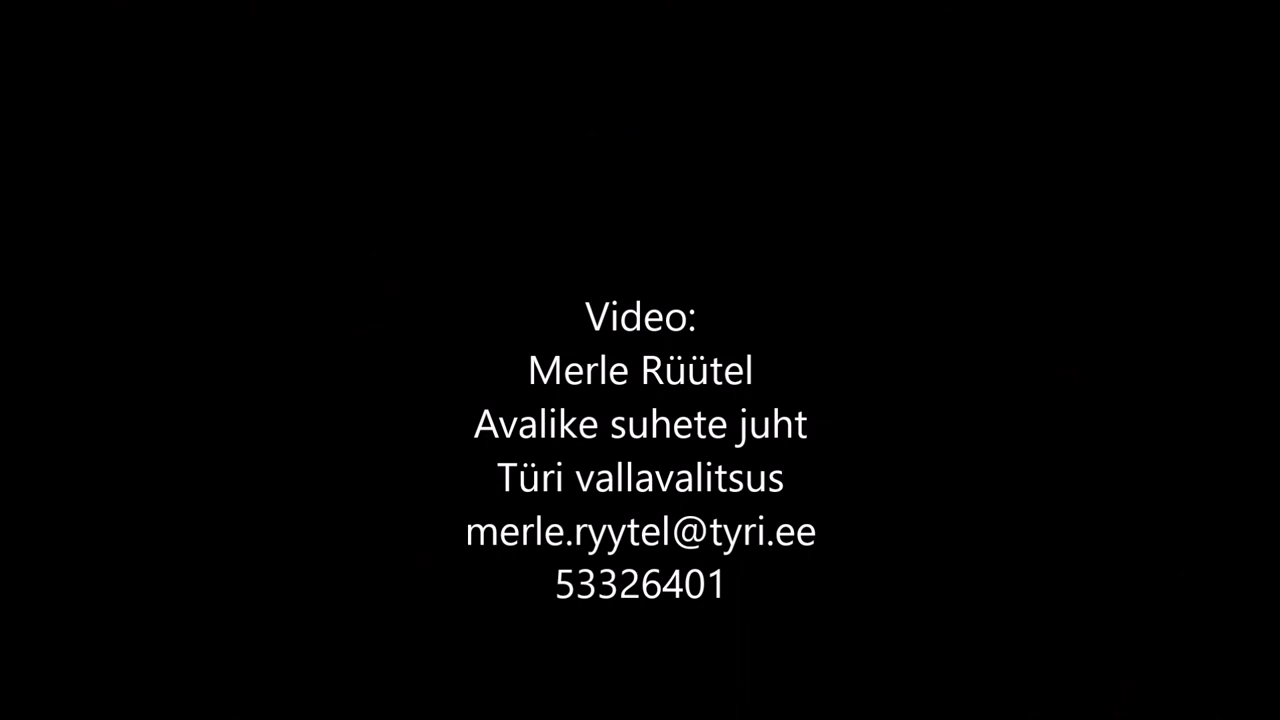 Video:
Merle Rüütel
Avalike suhete juht
Türi vallavalitsus
merle.ryytel@tyri.ee
53326401